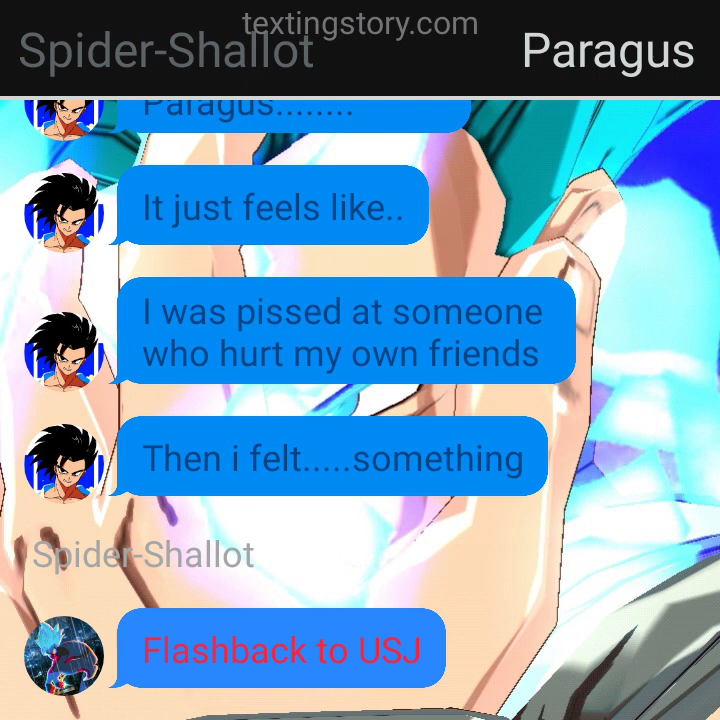 textingstory.com
Spider-Shallot
Paragus
Paragus........
It just feels like..
I was pissed at someone
who hurt my own friends
Then i felt.....something
Spider-Shallot
Flashback to USJ